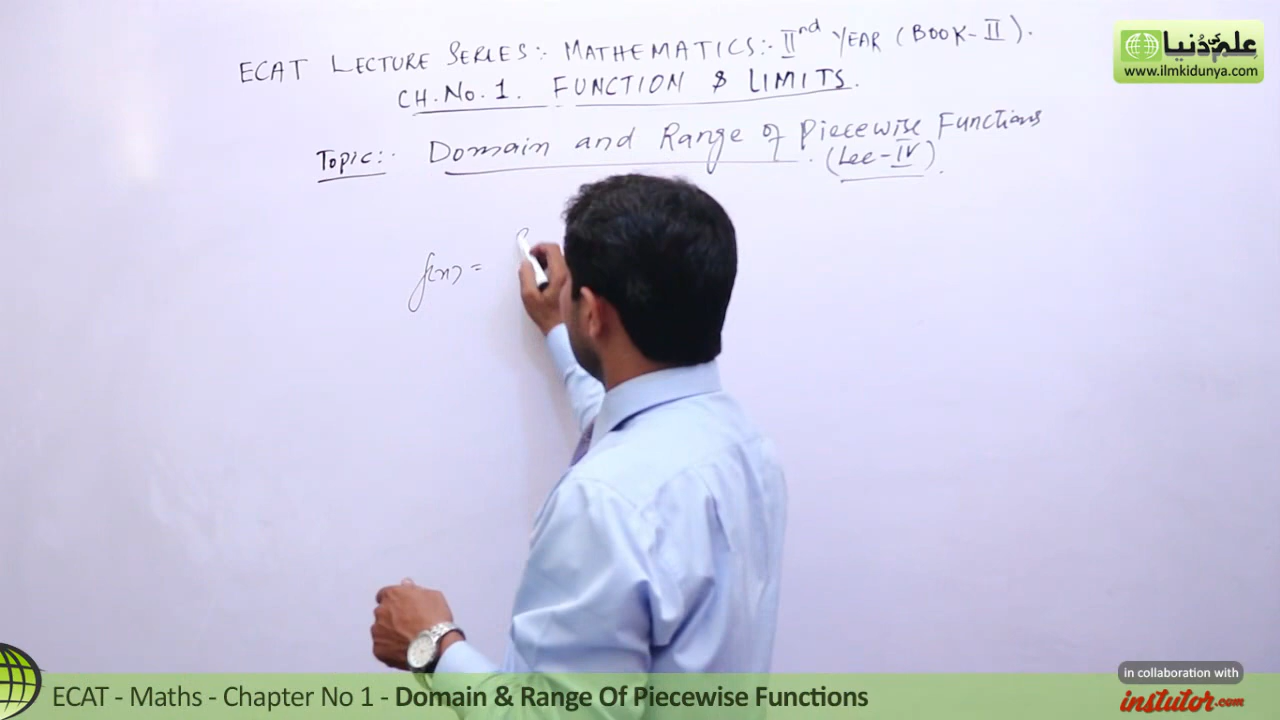 ECAT LECTURE SERIES:- MATHEMATICS:- IInd YEAR (BOOK-II).
CH.No.1. FUNCTION & LIMITS.
TOPIC:- Domain and Range of Piecewise Functions
(Lec-IV).
f(x) =
علم کی دنیا
www.ilmkidunya.com
in collaboration with
instutor.com
ECAT - Maths - Chapter No 1 - Domain & Range Of Piecewise Functions